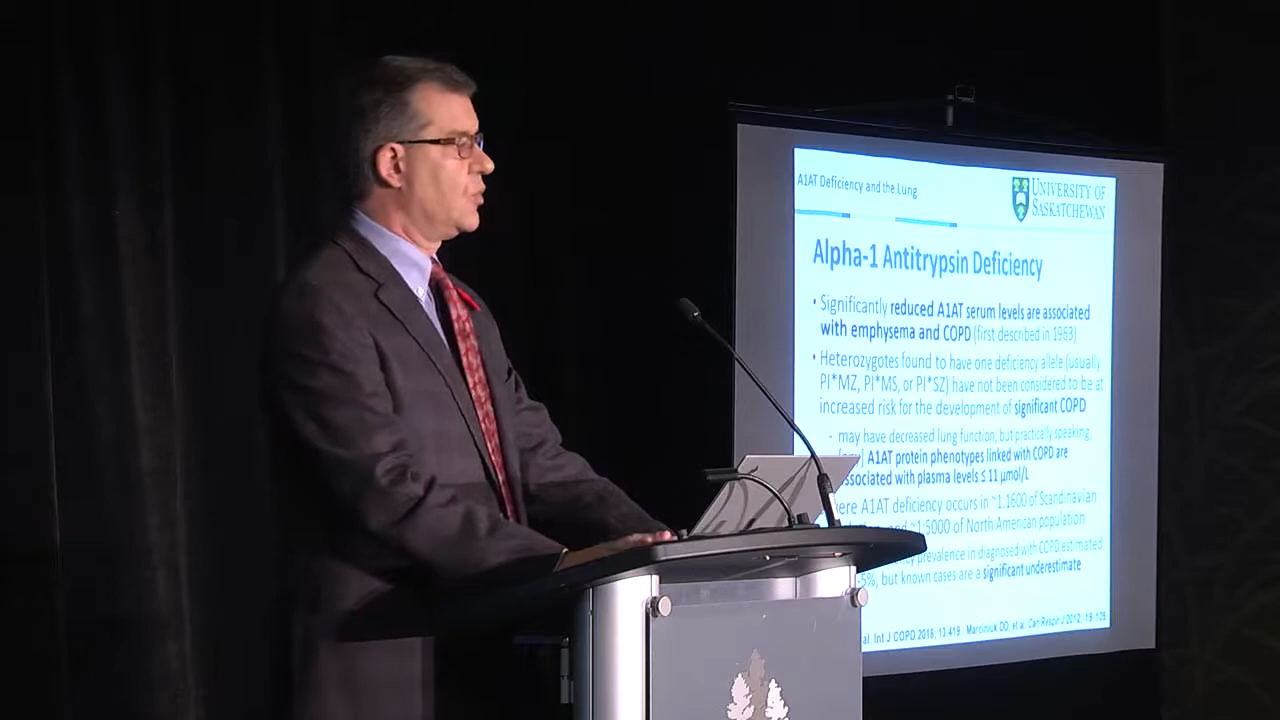 A1AT Deficiency and the Lung
UNIVERSITY OF
SASKATCHEWAN
Alpha-1 Antitrypsin Deficiency
• Significantly reduced A1AT serum levels are associated
with emphysema and COPD (first described in 1963)
• Heterozygotes found to have one deficiency allele (usually
PI*MZ, PI*MS, or PI*SZ) have not been considered to be at
increased risk for the development of significant COPD
- may have decreased lung function, but practically speaking,
A1AT protein phenotypes linked with COPD are
associated with plasma levels ≤ 11 µmol/L
A1AT deficiency occurs in ~1:1600 of Scandinavian
and ~1:5000 of North American population
prevalence in diagnosed with COPD estimated
-5%, but known cases are a significant underestimate
al. Int J COPD 2018; 13:419. Marciniuk DD, et al. Can Respir J 2012; 19:109